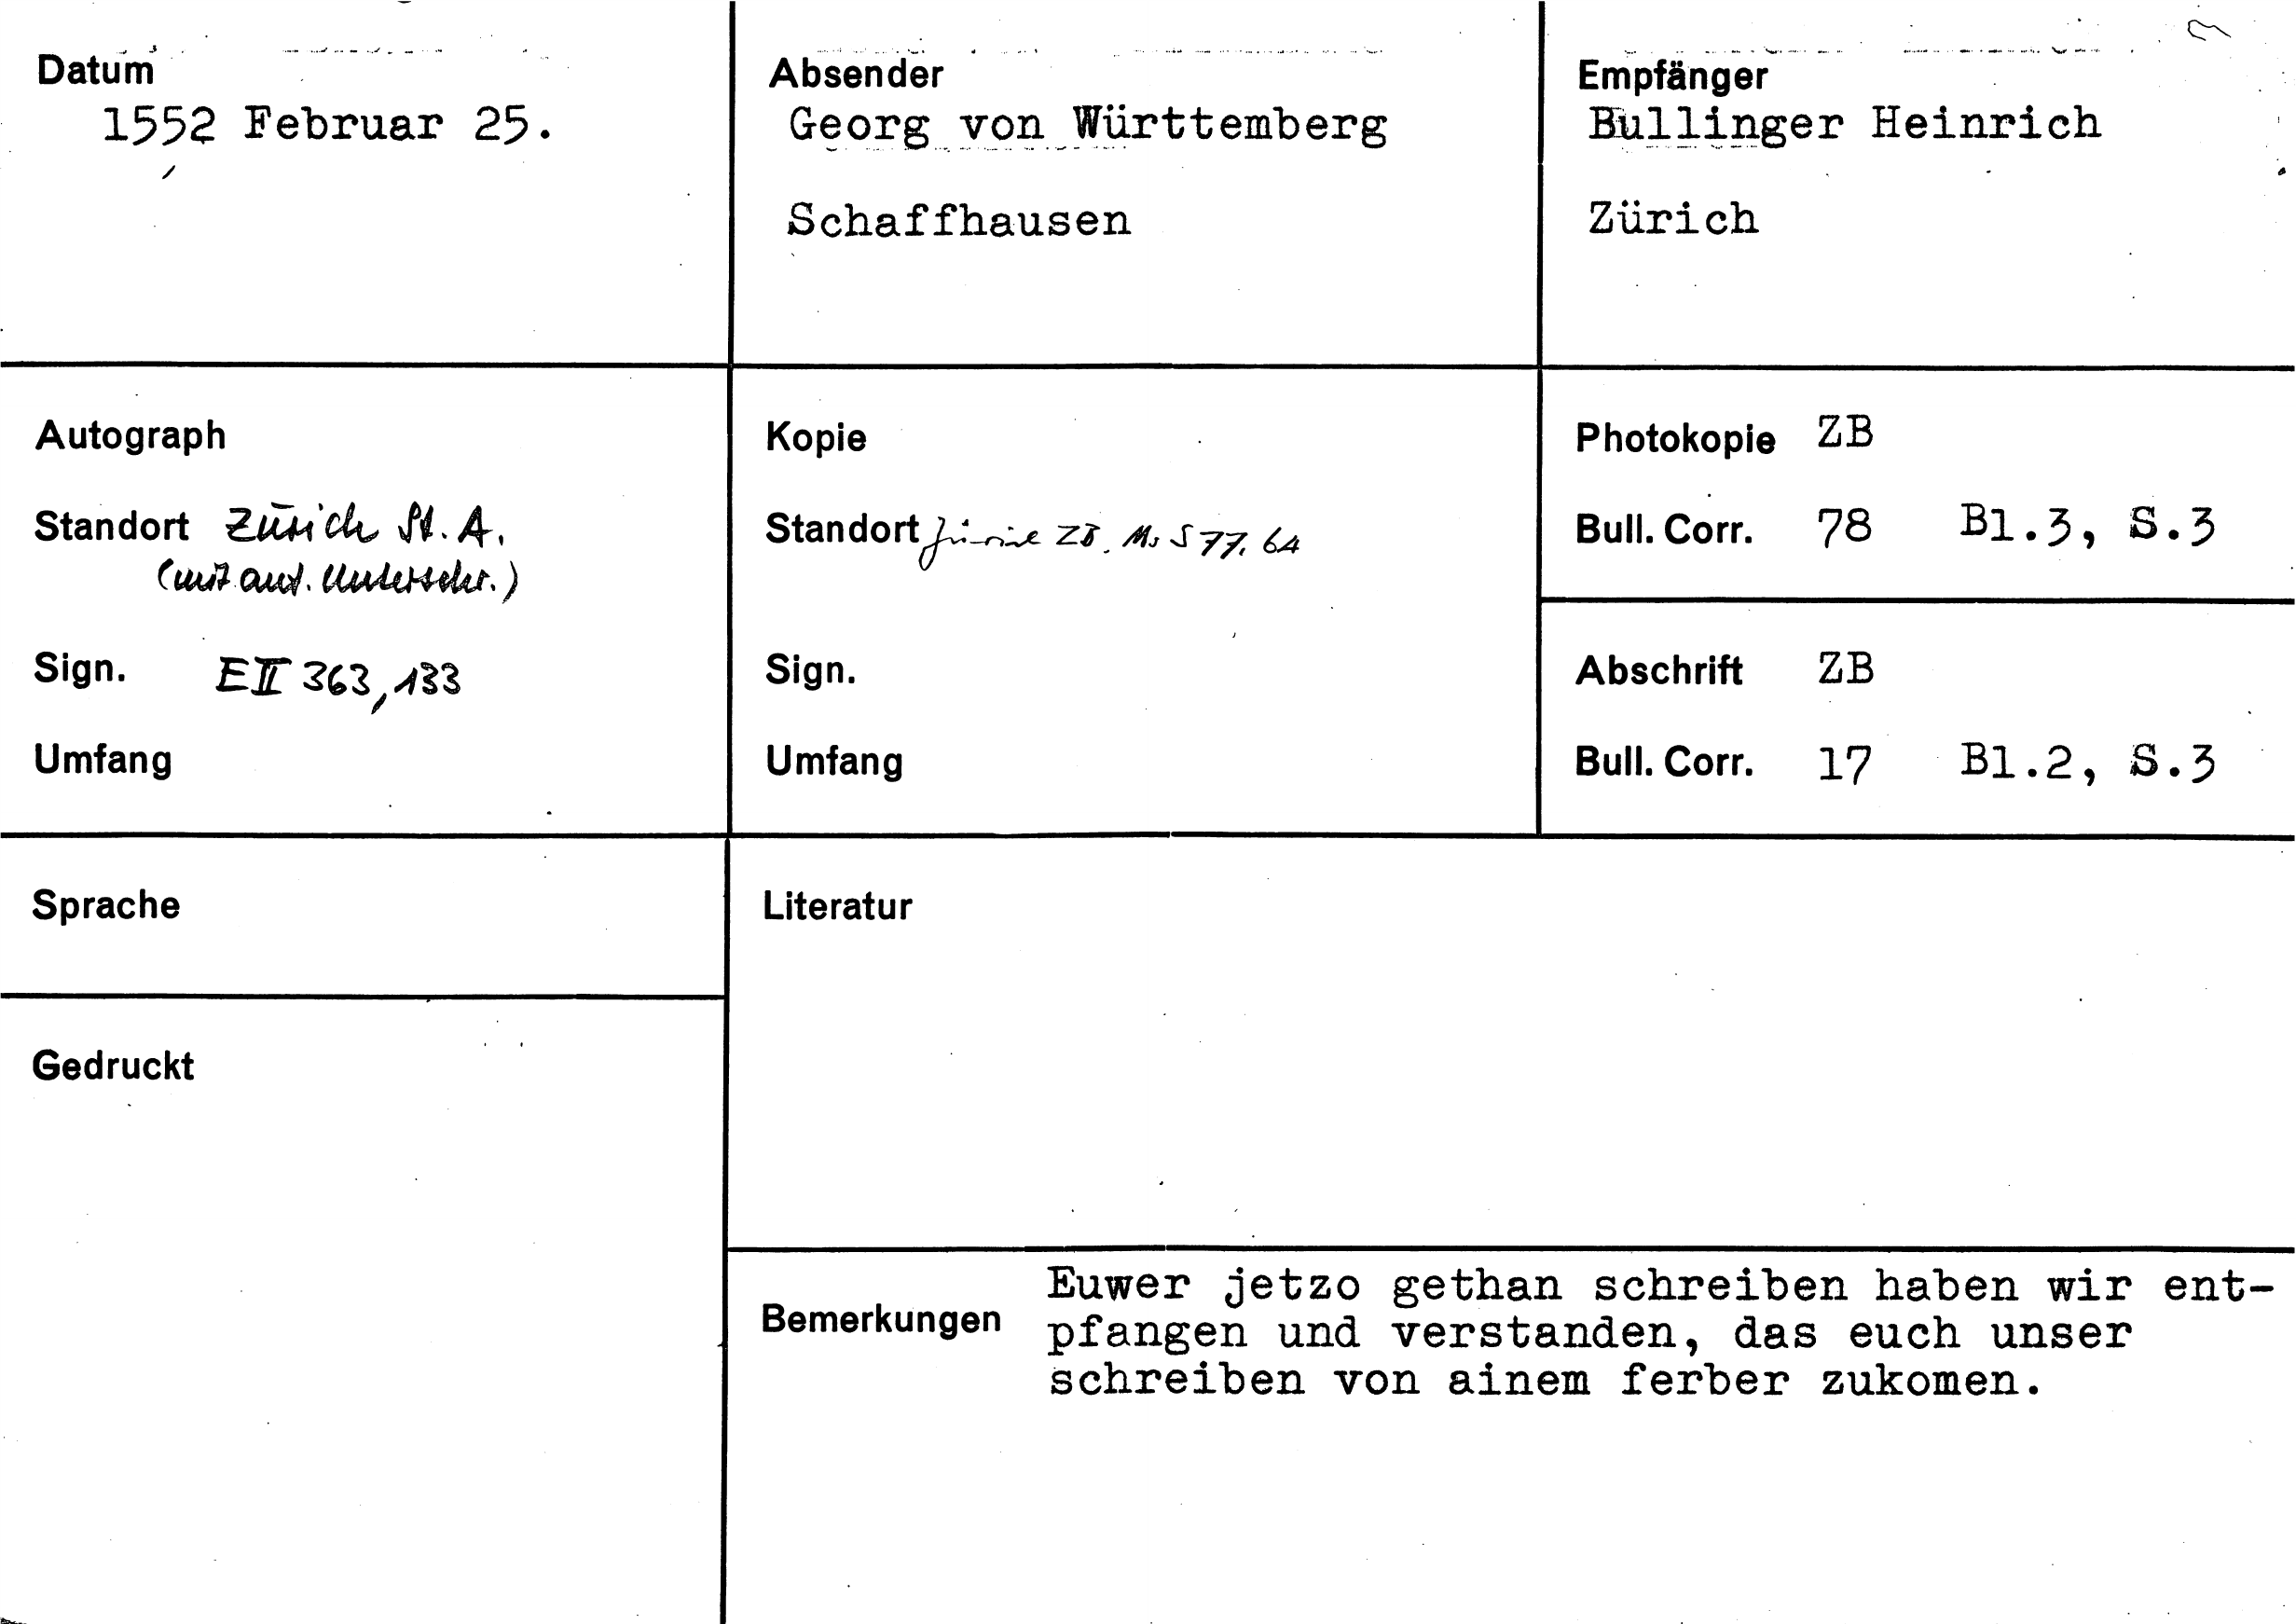 Datum
1552 Februar 25.
Absender
Georg von Württemberg
Schaffhausen
Empfänger
Bullinger Heinrich
Zürich
Autograph
Standort Zürich St. A.
(mit aut. Unterschr.)
Sign. E II 363, 133
Umfang
Kopie
Standort Zürich ZB. Ms S 77, 64
Sign.
Umfang
Photokopie ZB
Bull. Corr. 78 Bl.3, S.3
Abschrift ZB
Bull. Corr. 17 Bl.2, S.3
Sprache
Literatur
Gedruckt
Bemerkungen
Euwer jetzo gethan schreiben haben wir ent-
pfangen und verstanden, das euch unser
schreiben von ainem ferber zukomen.